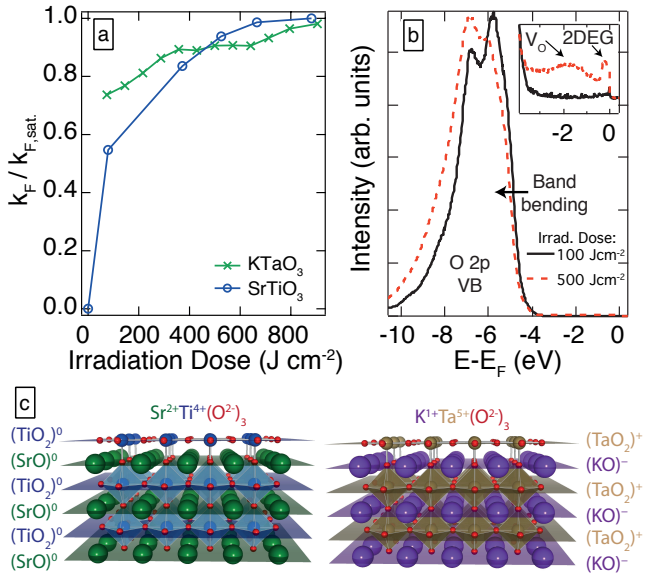 a
k_F / k_F,sat.
1.0
0.8
0.6
0.4
0.2
0.0
0
200
400
600
800
Irradiation Dose (J cm⁻²)
KTaO₃
SrTiO₃
b
Intensity (arb. units)
V_O
2DEG
-2
0
Band
bending
Irrad. Dose:
100 Jcm⁻²
500 Jcm⁻²
O 2p
VB
-10
-8
-6
-4
-2
0
E-E_F (eV)
c
Sr²⁺Ti⁴⁺(O²⁻)₃
(TiO₂)⁰
(SrO)⁰
(TiO₂)⁰
(SrO)⁰
(TiO₂)⁰
(SrO)⁰
K¹⁺Ta⁵⁺(O²⁻)₃
(TaO₂)⁺
(KO)⁻
(TaO₂)⁺
(KO)⁻
(TaO₂)⁺
(KO)⁻